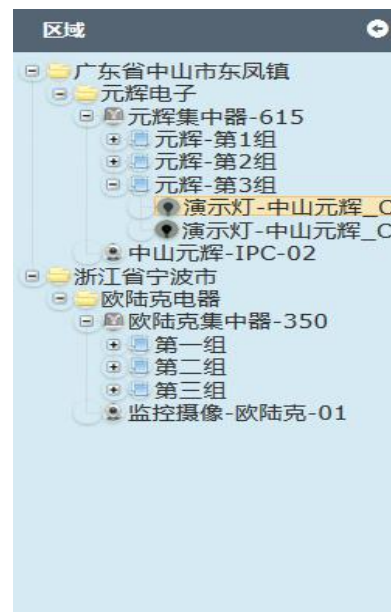 区域
广东省中山市东凤镇
元辉电子
元辉集中器-615
元辉-第1组
元辉-第2组
元辉-第3组
演示灯-中山元辉_C
演示灯-中山元辉_C
中山元辉-IPC-02
浙江省宁波市
欧陆克电器
欧陆克集中器-350
第一组
第二组
第三组
监控摄像-欧陆克-01